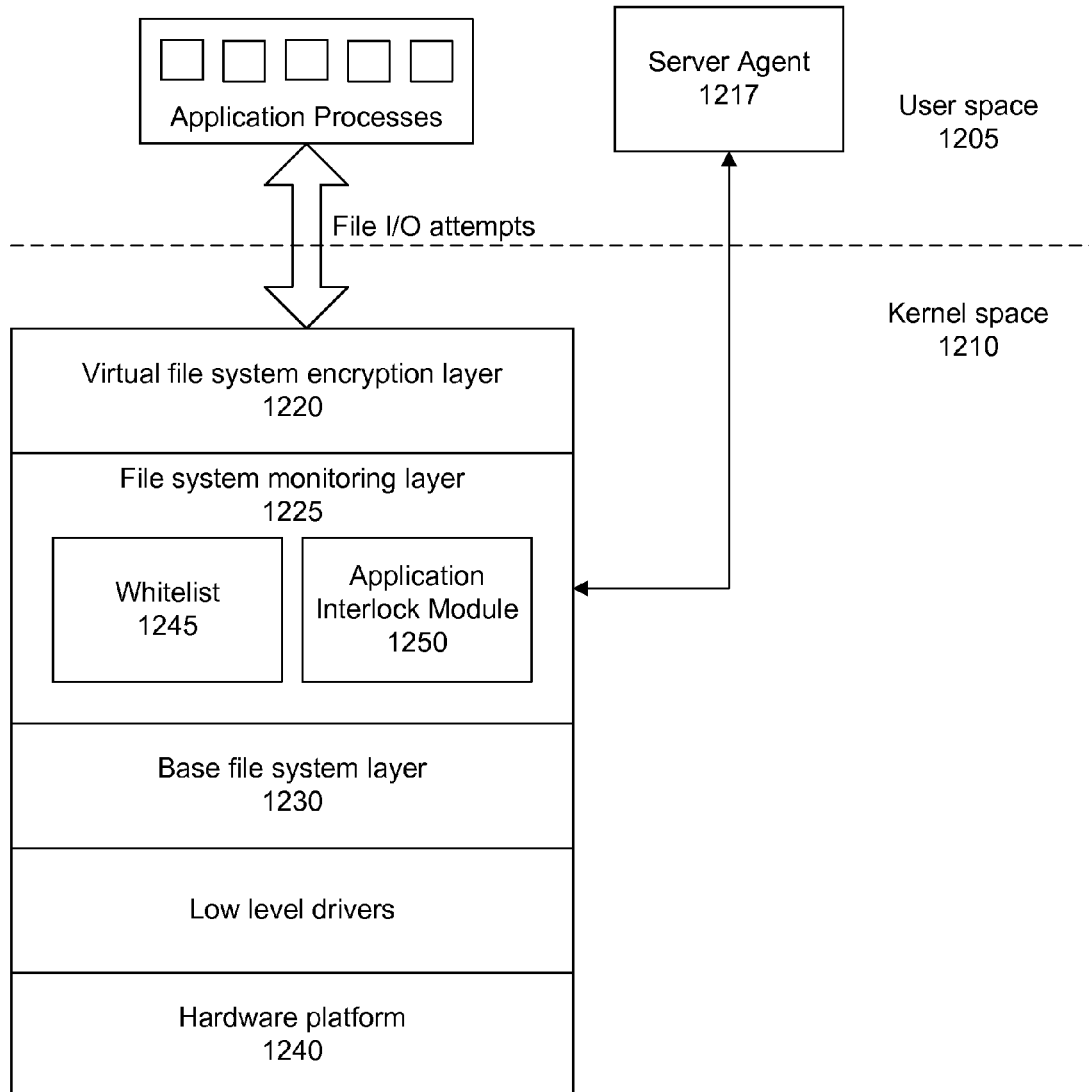 Application Processes
Server Agent
1217
User space
1205
File I/O attempts
Kernel space
1210
Virtual file system encryption layer
1220
File system monitoring layer
1225
Whitelist
1245
Application
Interlock Module
1250
Base file system layer
1230
Low level drivers
Hardware platform
1240